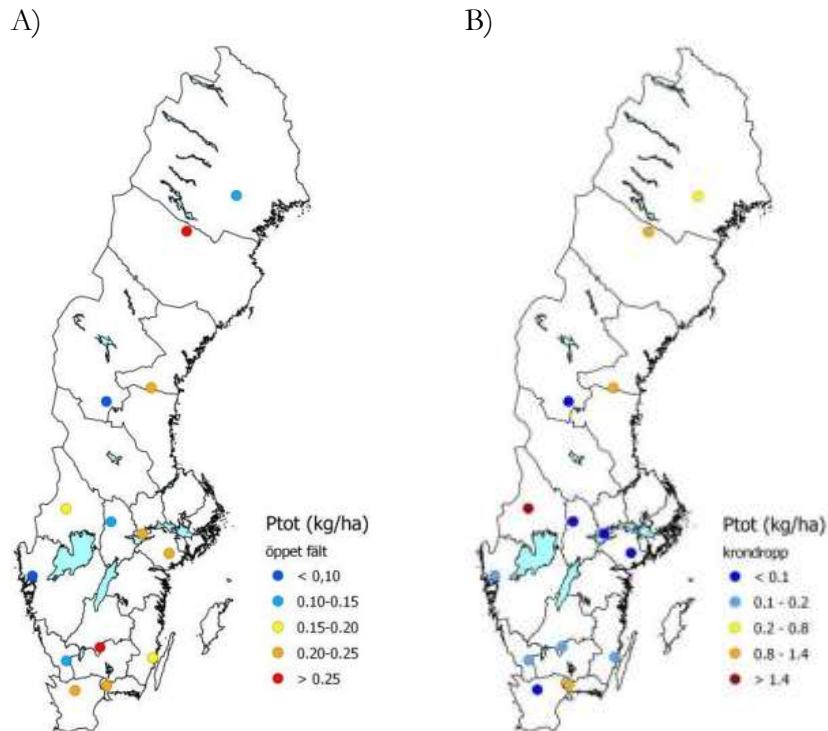 A)
B)
Ptot (kg/ha)
öppet fält
< 0,10
0.10-0.15
0.15-0.20
0.20-0.25
> 0.25
Ptot (kg/ha)
krondropp
< 0.1
0.1 - 0.2
0.2 - 0.8
0.8 - 1.4
> 1.4